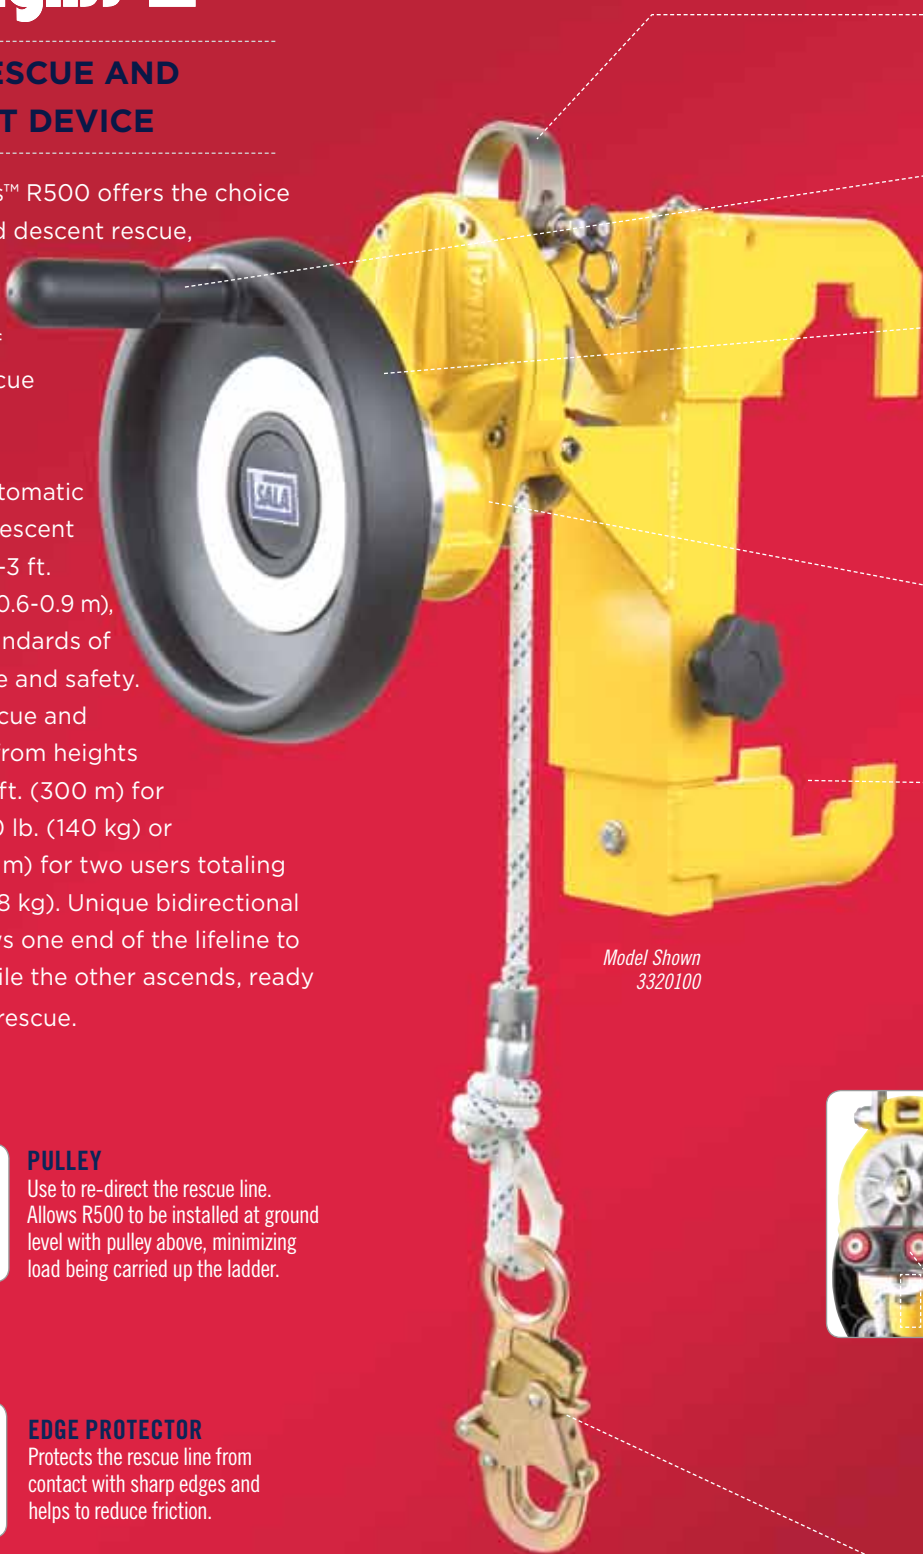 ESCUE AND
T DEVICE
s™ R500 offers the choice
d descent rescue,
cue
tomatic
escent
-3 ft.
0.6-0.9 m),
ndards of
e and safety.
cue and
rom heights
ft. (300 m) for
0 lb. (140 kg) or
m) for two users totaling
8 kg). Unique bidirectional
s one end of the lifeline to
ile the other ascends, ready
rescue.
SALA
SALA
Model Shown
3320100
PULLEY
Use to re-direct the rescue line.
Allows R500 to be installed at ground
level with pulley above, minimizing
load being carried up the ladder.
EDGE PROTECTOR
Protects the rescue line from
contact with sharp edges and
helps to reduce friction.